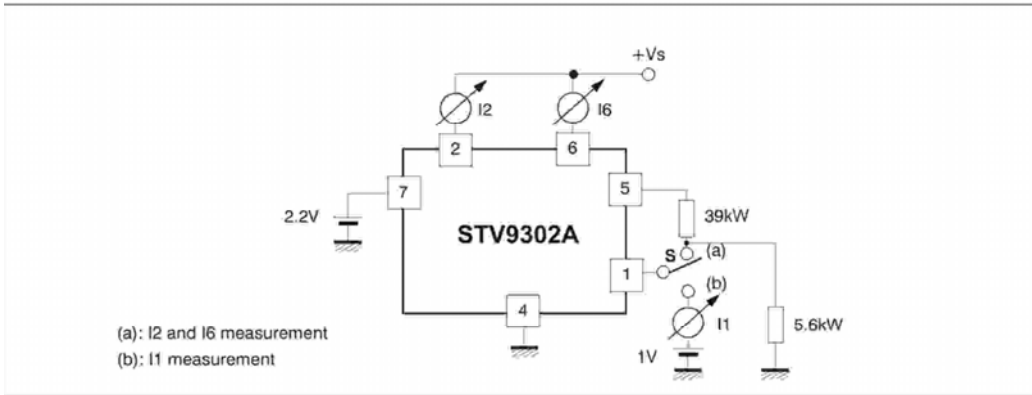 +Vs
I2
I6
2
6
7
5
2.2V
39kW
STV9302A
S
(a)
1
(b)
4
I1
5.6kW
(a): I2 and I6 measurement
1V
(b): I1 measurement